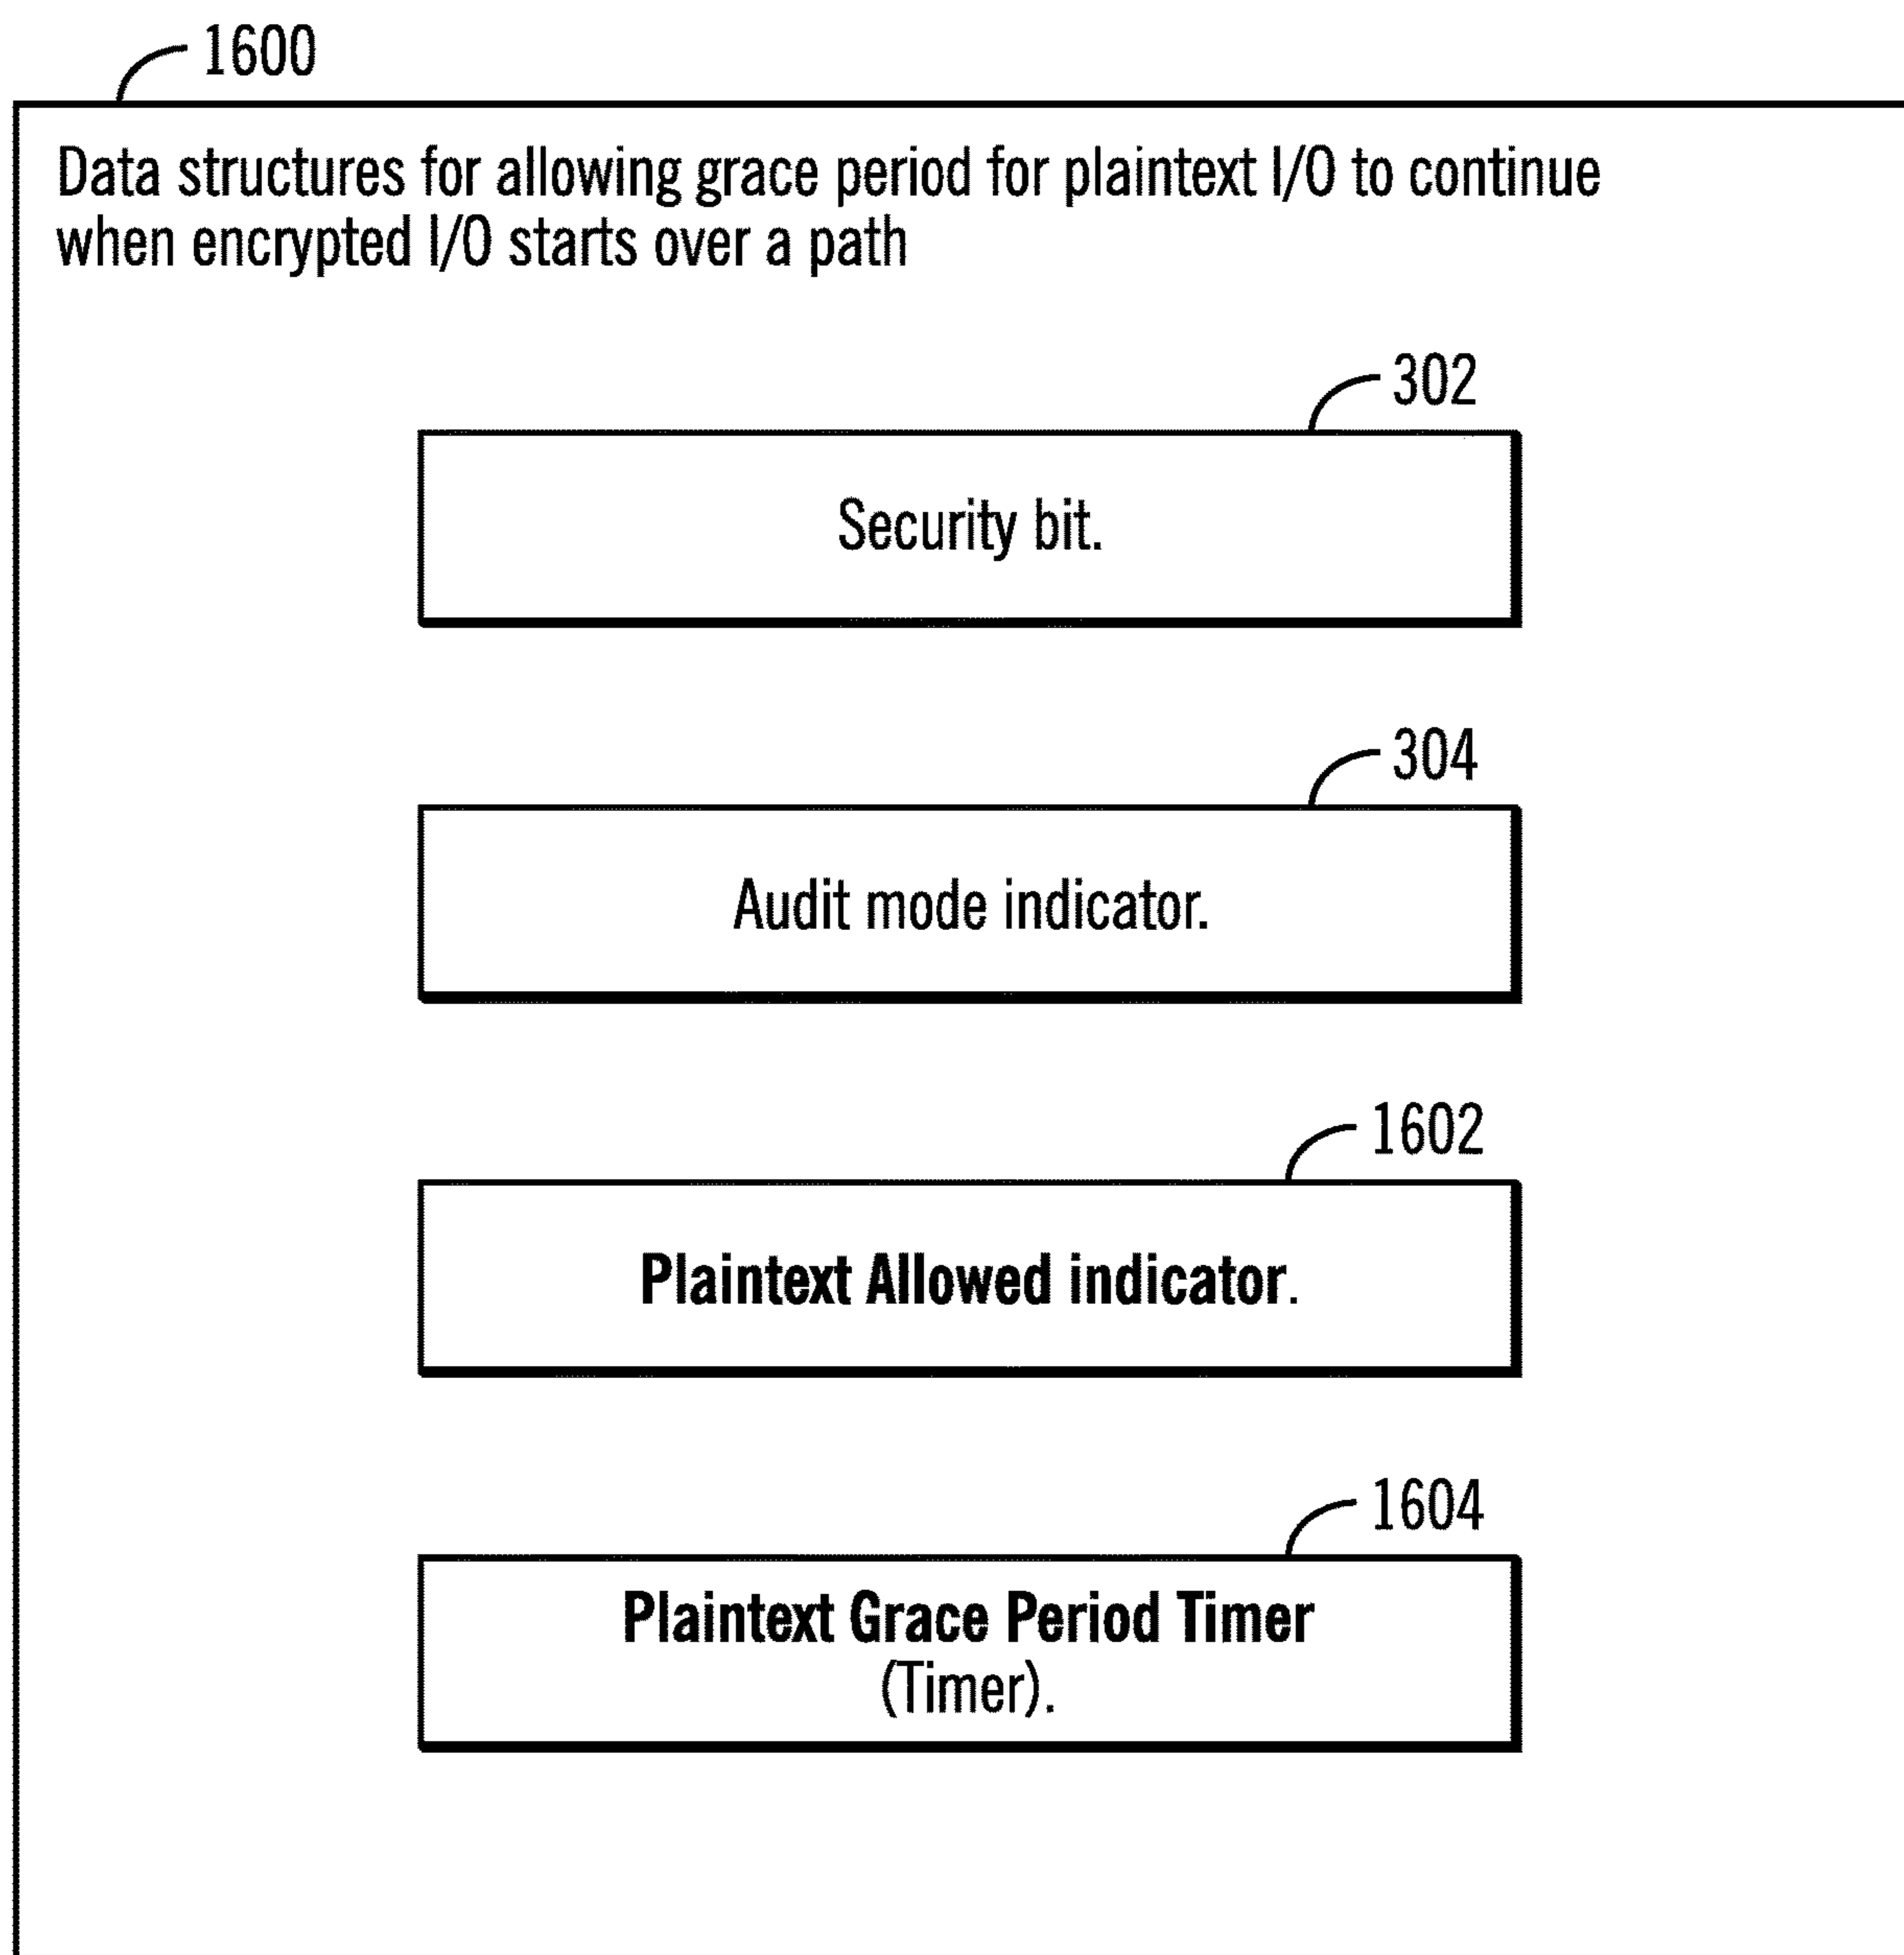 1600
Data structures for allowing grace period for plaintext I/O to continue
when encrypted I/O starts over a path
302
Security bit.
304
Audit mode indicator.
1602
Plaintext Allowed indicator.
1604
Plaintext Grace Period Timer
(Timer).